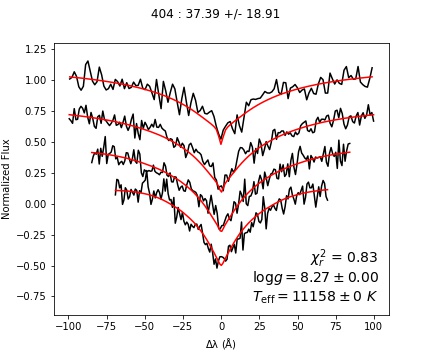 404 : 37.39 +/- 18.91
1.25
1.00
0.75
0.50
0.25
0.00
−0.25
−0.50
−0.75
Normalized Flux
χ²ᵣ = 0.83
logg = 8.27 ± 0.00
T_eff = 11158 ± 0 K
−100 −75 −50 −25 0 25 50 75 100
Δλ (Å)